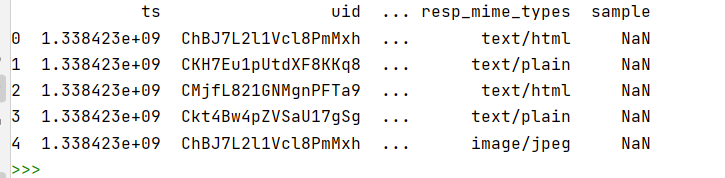 ts uid ... resp_mime_types sample
0 1.338423e+09 ChBJ7L2l1Vcl8PmMxh ... text/html NaN
1 1.338423e+09 CKH7Eu1pUtdXF8KKq8 ... text/plain NaN
2 1.338423e+09 CMjfL821GNMgnPFTa9 ... text/html NaN
3 1.338423e+09 Ckt4Bw4pZVSaU17gSg ... text/plain NaN
4 1.338423e+09 ChBJ7L2l1Vcl8PmMxh ... image/jpeg NaN
>>>